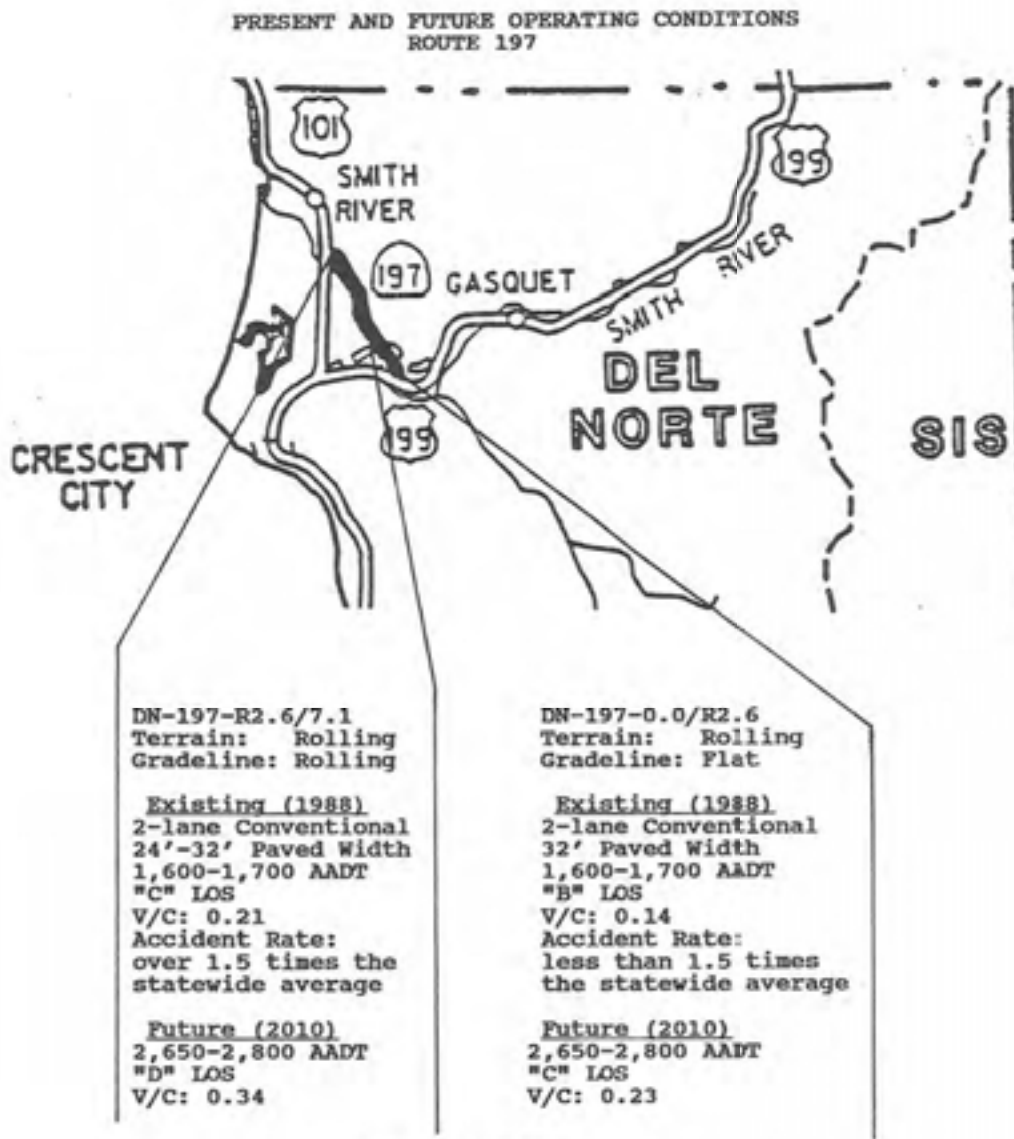 PRESENT AND FUTURE OPERATING CONDITIONS
ROUTE 197
101
SMITH
RIVER
199
197
GASQUET
SMITH RIVER
DEL
NORTE
SIS
199
CRESCENT
CITY
DN-197-R2.6/7.1
Terrain: Rolling
Gradeline: Rolling
Existing (1988)
2-lane Conventional
24'-32' Paved Width
1,600-1,700 AADT
"C" LOS
V/C: 0.21
Accident Rate:
over 1.5 times the
statewide average
Future (2010)
2,650-2,800 AADT
"D" LOS
V/C: 0.34
DN-197-0.0/R2.6
Terrain: Rolling
Gradeline: Flat
Existing (1988)
2-lane Conventional
32' Paved Width
1,600-1,700 AADT
"B" LOS
V/C: 0.14
Accident Rate:
less than 1.5 times
the statewide average
Future (2010)
2,650-2,800 AADT
"C" LOS
V/C: 0.23